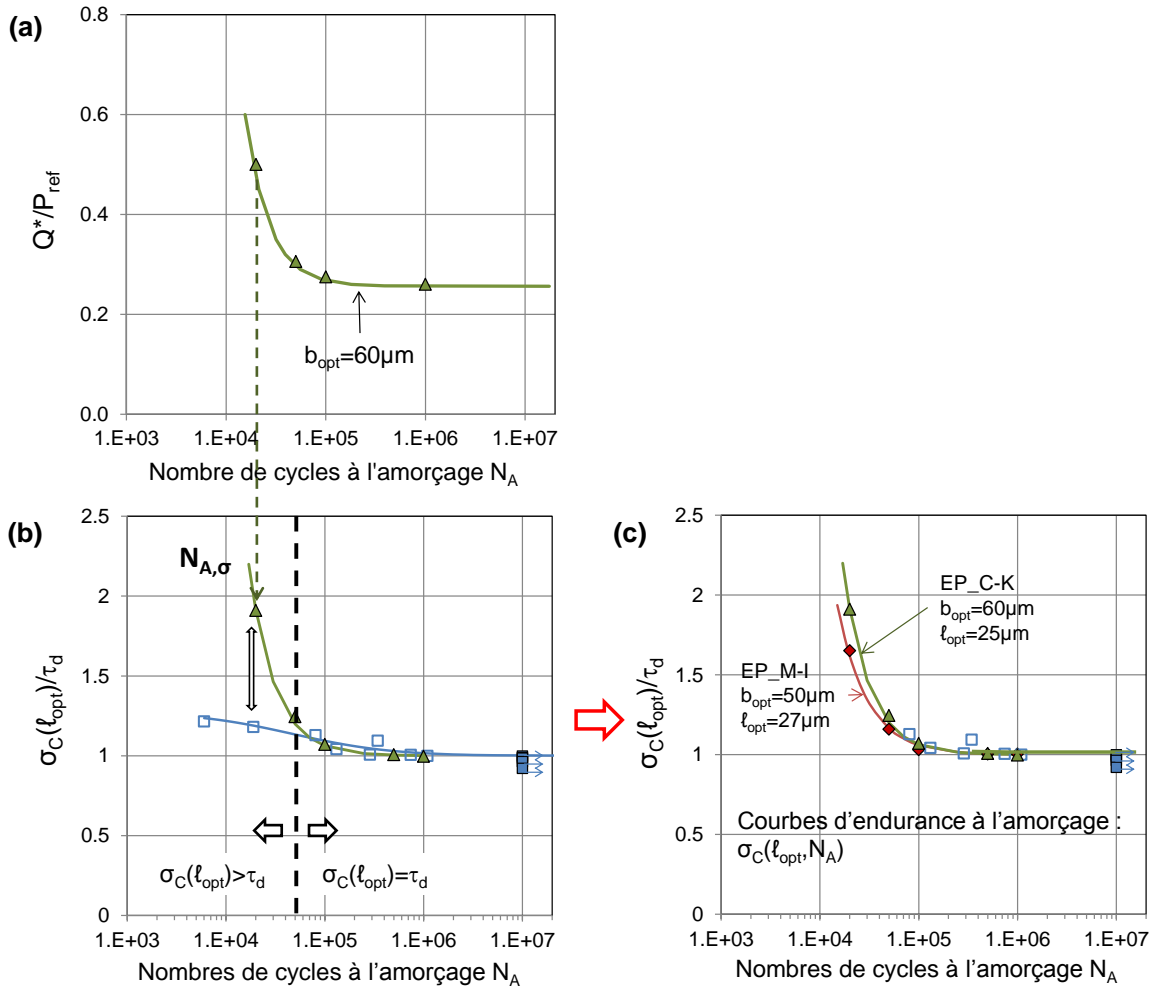 (a)
0.8
0.6
0.4
0.2
0.0
Q*/P_ref
b_opt=60µm
1.E+03 1.E+04 1.E+05 1.E+06 1.E+07
Nombre de cycles à l'amorçage N_A
(b)
2.5
2
1.5
1
0.5
0
σ_C(ℓ_opt)/τ_d
N_A,σ
σ_C(ℓ_opt)>τ_d
σ_C(ℓ_opt)=τ_d
1.E+03 1.E+04 1.E+05 1.E+06 1.E+07
Nombres de cycles à l'amorçage N_A
(c)
2.5
2
1.5
1
0.5
0
σ_C(ℓ_opt)/τ_d
EP_C-K
b_opt=60µm
ℓ_opt=25µm
EP_M-I
b_opt=50µm
ℓ_opt=27µm
Courbes d'endurance à l'amorçage :
σ_C(ℓ_opt,N_A)
1.E+03 1.E+04 1.E+05 1.E+06 1.E+07
Nombres de cycles à l'amorçage N_A